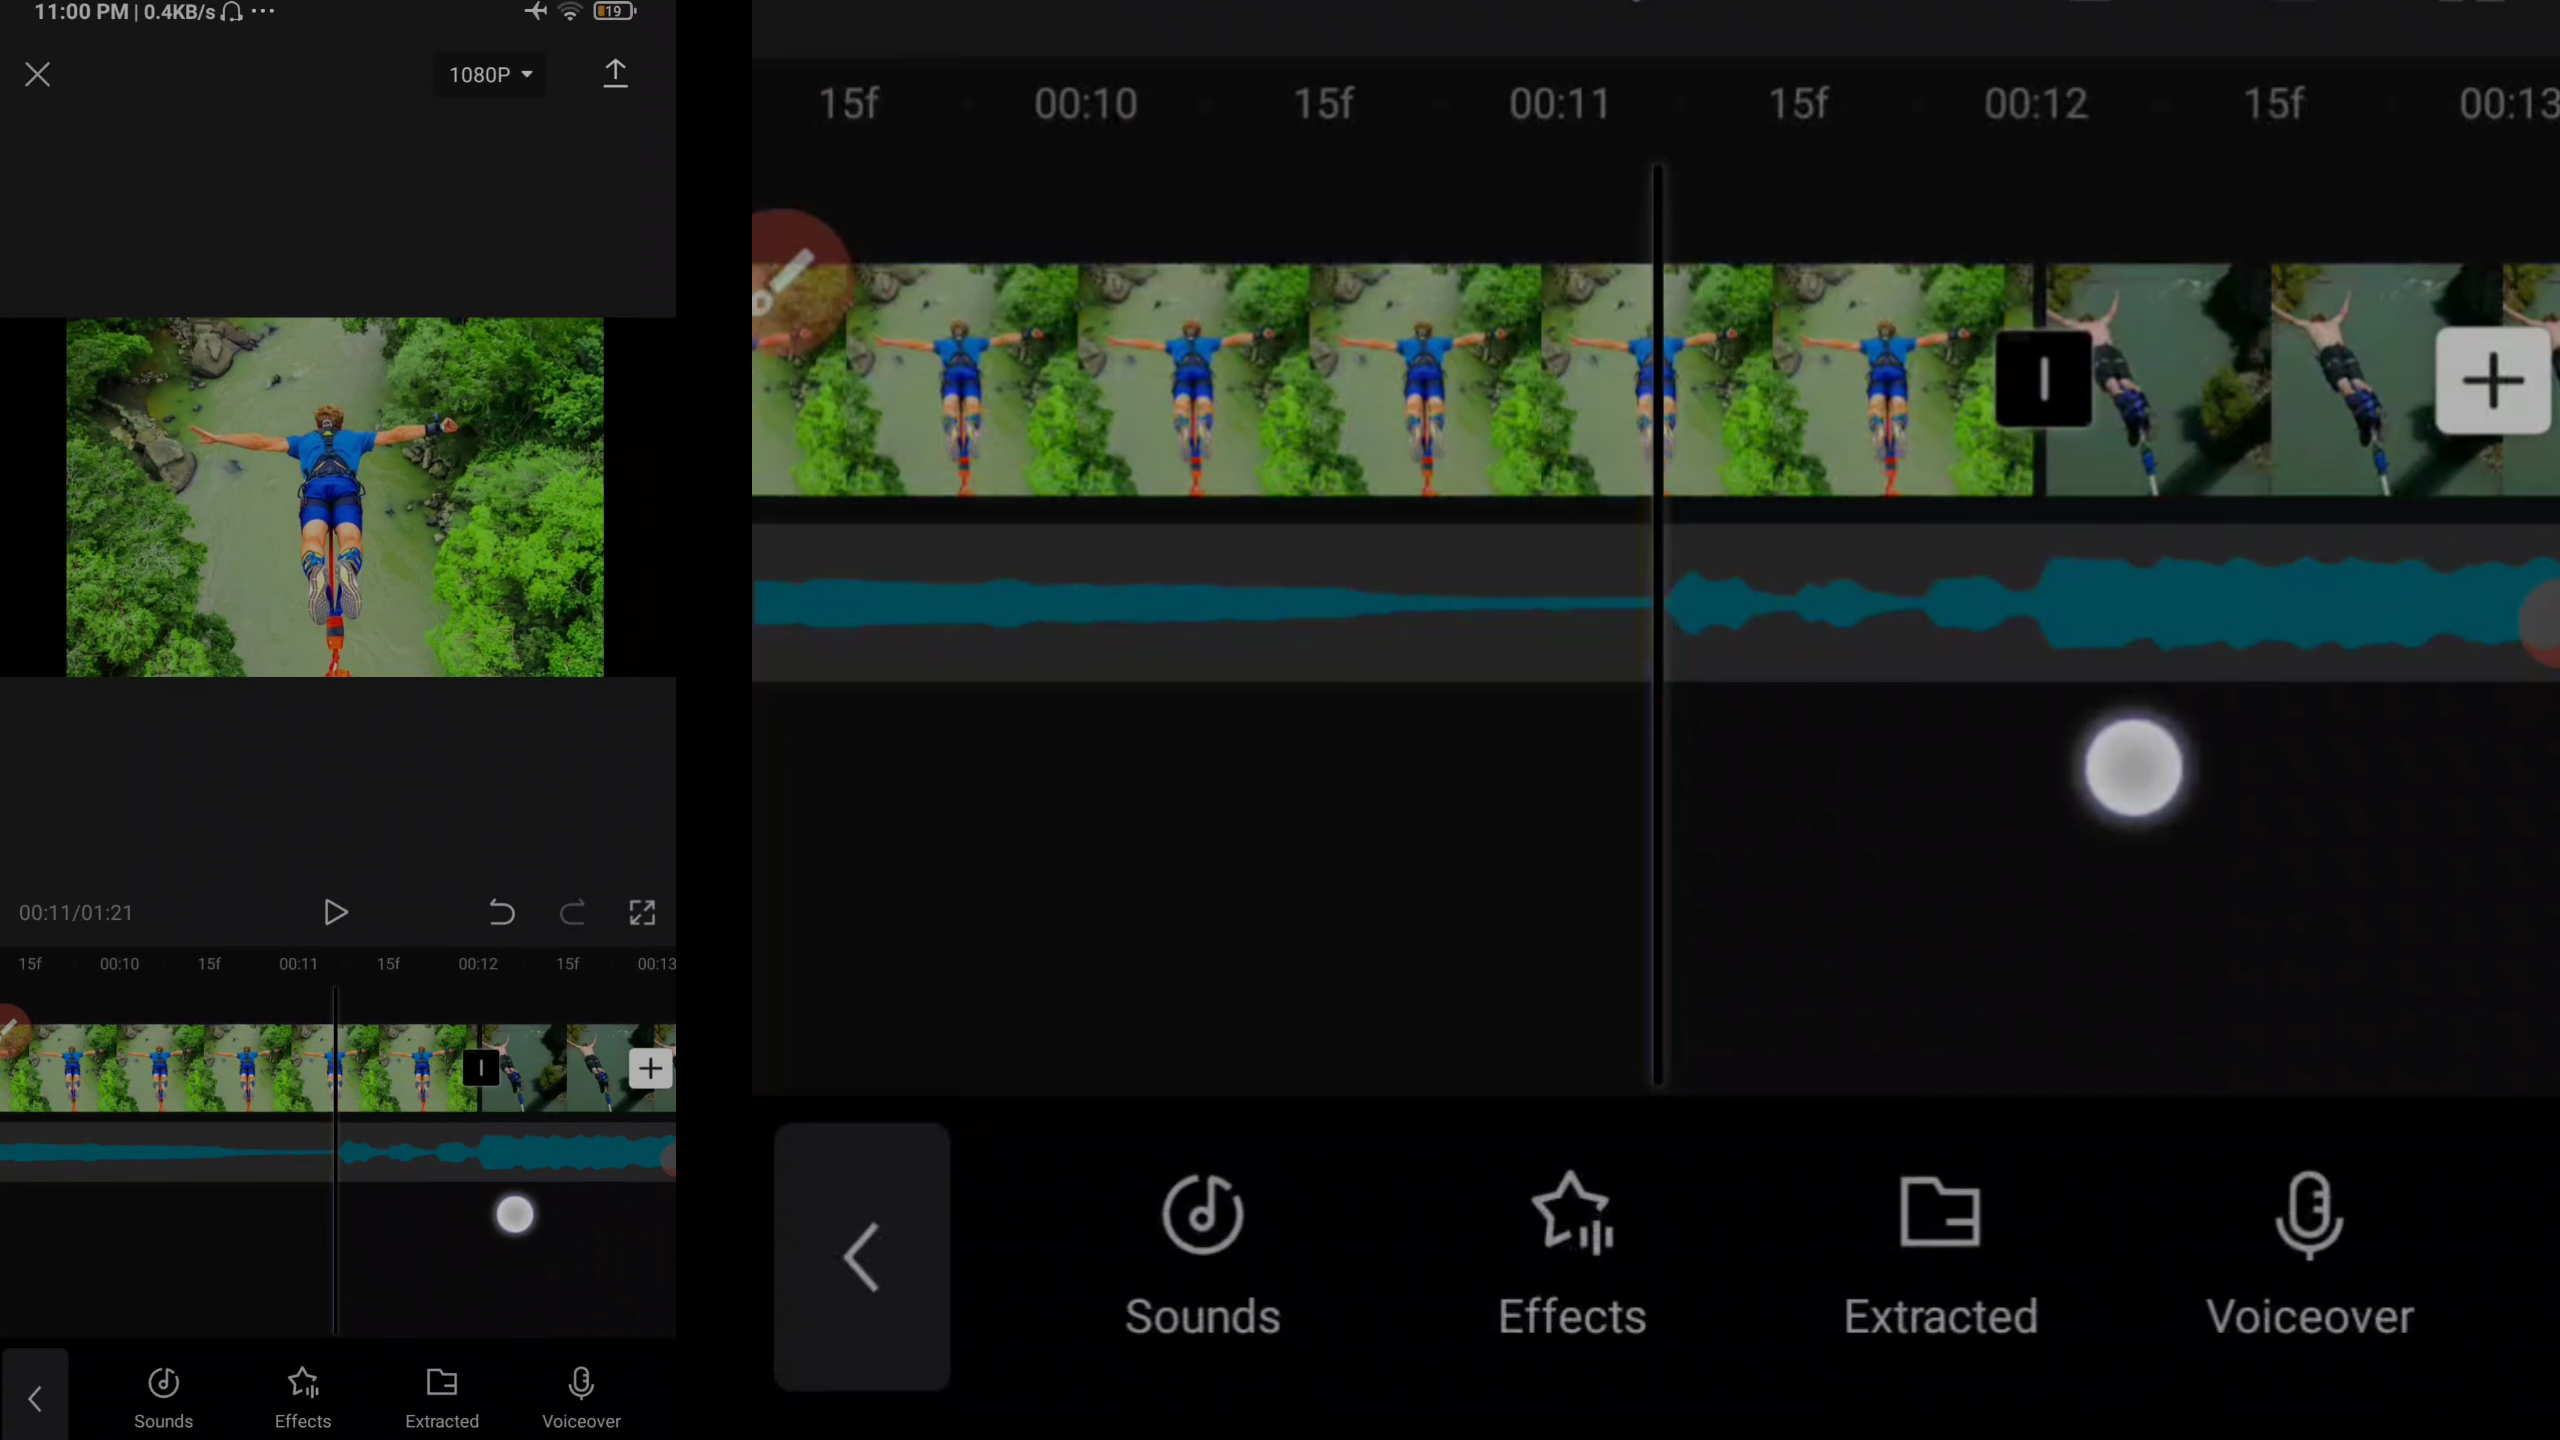 11:00 PM | 0.4KB/s ... 19
1080P
00:11/01:21
15f 00:10 15f 00:11 15f 00:12 15f 00:13
Sounds Effects Extracted Voiceover
15f 00:10 15f 00:11 15f 00:12 15f 00:13
Sounds Effects Extracted Voiceover